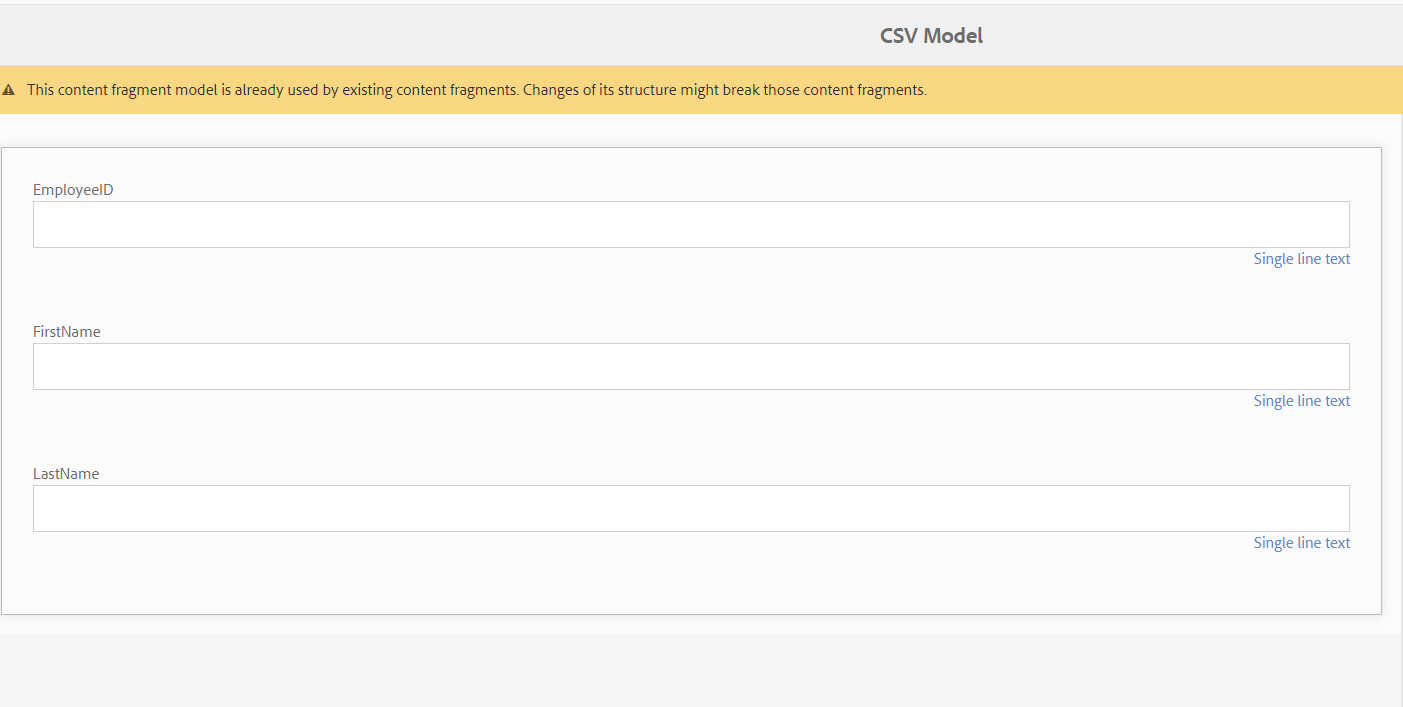 CSV Model
This content fragment model is already used by existing content fragments. Changes of its structure might break those content fragments.
EmployeeID
Single line text
FirstName
Single line text
LastName
Single line text